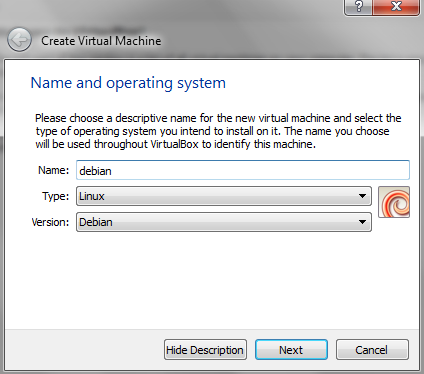 Create Virtual Machine
Name and operating system
Please choose a descriptive name for the new virtual machine and select the
type of operating system you intend to install on it. The name you choose
will be used throughout VirtualBox to identify this machine.
Name: debian
Type: Linux
Version: Debian
Hide Description Next Cancel